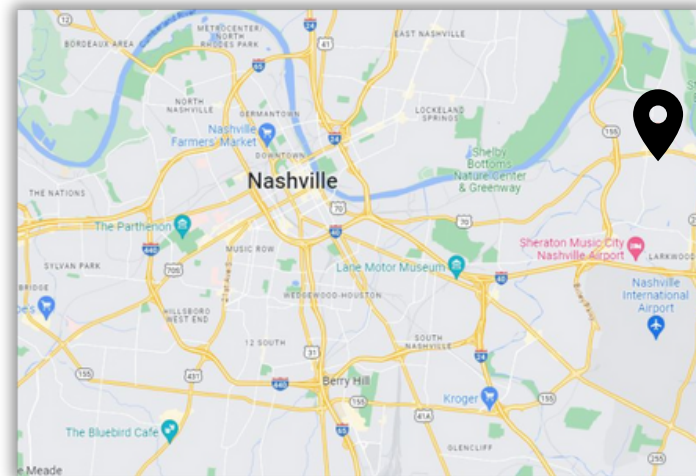 12
METROCENTER/
NORTH
RHODES PARK
24
BORDEAUX AREA
41
EAST NASHVILLE
65
NORTH
NASHVILLE
GERMANTOWN
LOCKELAND
SPRINGS
Nashville
Farmers' Market
24
155
DOWNTOWN
Shelby
Bottoms
Nature Center
& Greenway
Nashville
THE NATIONS
70
70
The Parthenon
40
440
MUSIC ROW
Sheraton Music City
Nashville Airport
LARKWOOD
SYLVAN PARK
70S
Lane Motor Museum
40
BRIDGE
WEDGEWOOD-HOUSTON
Nashville
International
Airport
HILLSBORO
WEST END
12 SOUTH
SOUTH
NASHVILLE
31
24
155
431
440
Berry Hill
155
Kroger
155
41A
65
The Bluebird Cafe
GLENCLIFF
255
e Meade